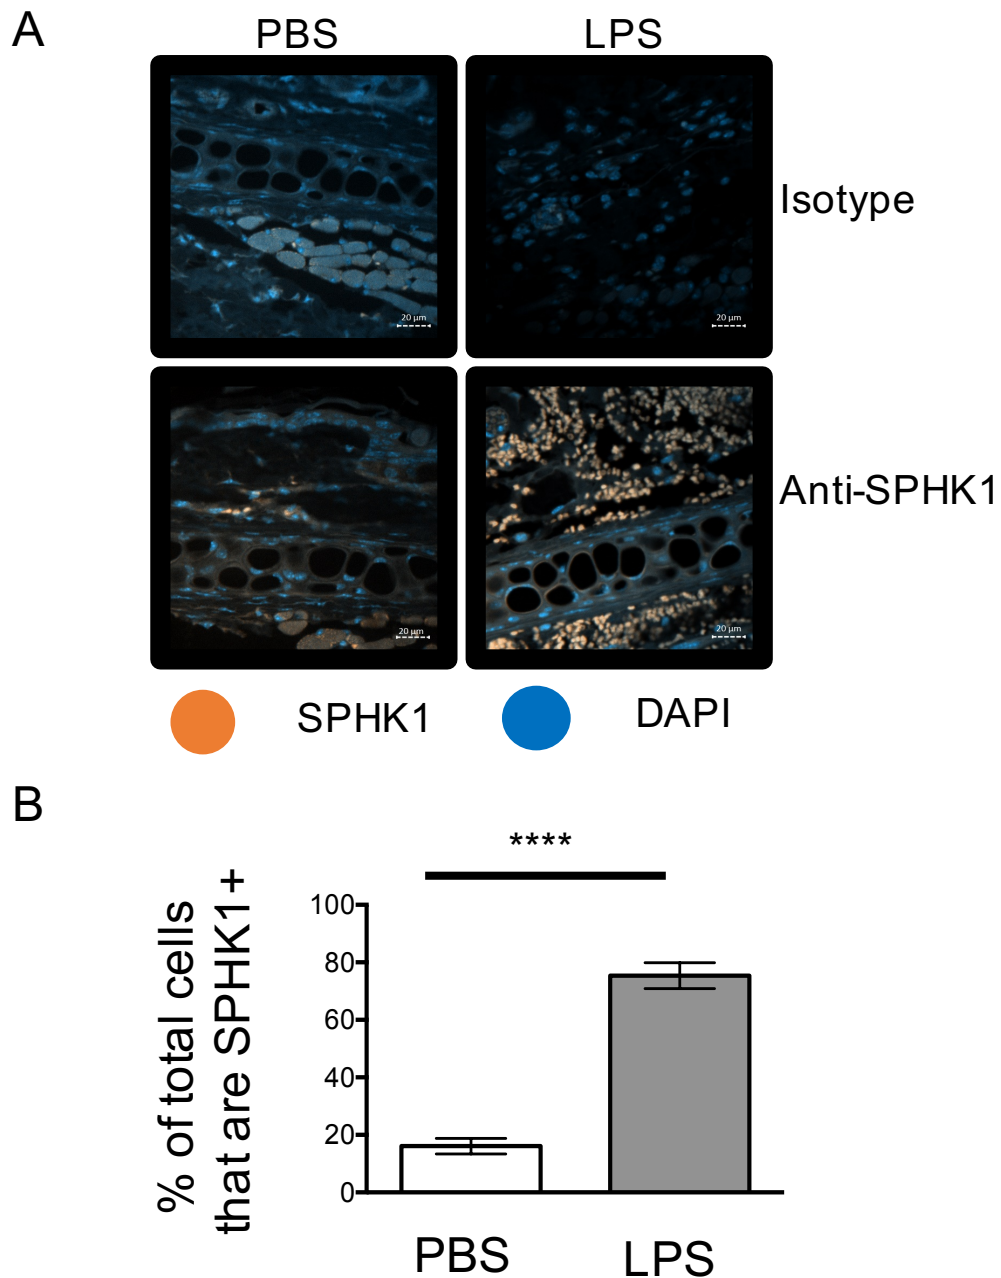 A
PBS LPS
Isotype
20 µm 20 µm
Anti-SPHK1
20 µm 20 µm
SPHK1 DAPI
B
****
% of total cells
that are SPHK1+
100
80
60
40
20
0
PBS LPS